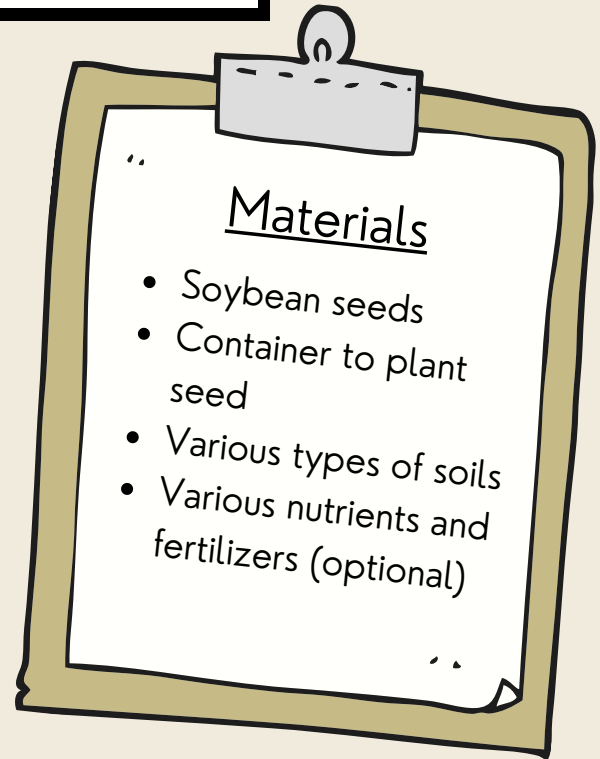 Materials
• Soybean seeds
• Container to plant
seed
• Various types of soils
• Various nutrients and
fertilizers (optional)